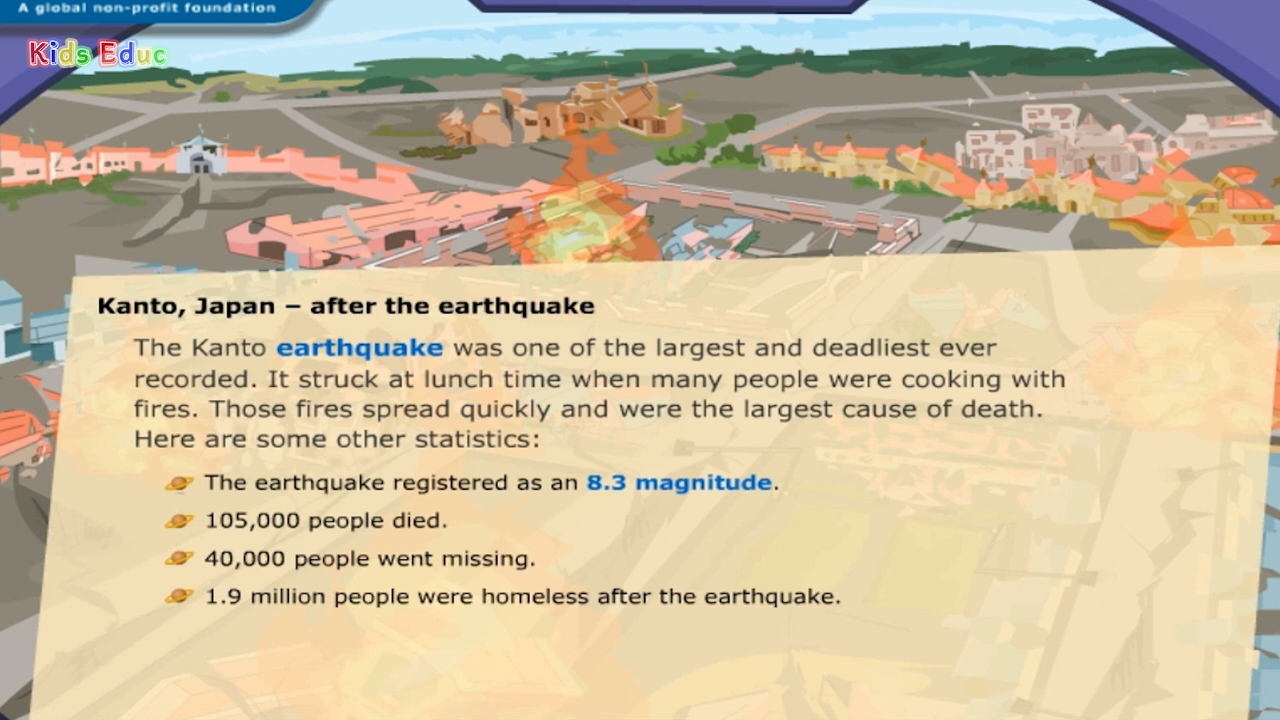 A global non-profit foundation
Kids Educ
Kanto, Japan – after the earthquake
The Kanto earthquake was one of the largest and deadliest ever
recorded. It struck at lunch time when many people were cooking with
fires. Those fires spread quickly and were the largest cause of death.
Here are some other statistics:
The earthquake registered as an 8.3 magnitude.
105,000 people died.
40,000 people went missing.
1.9 million people were homeless after the earthquake.